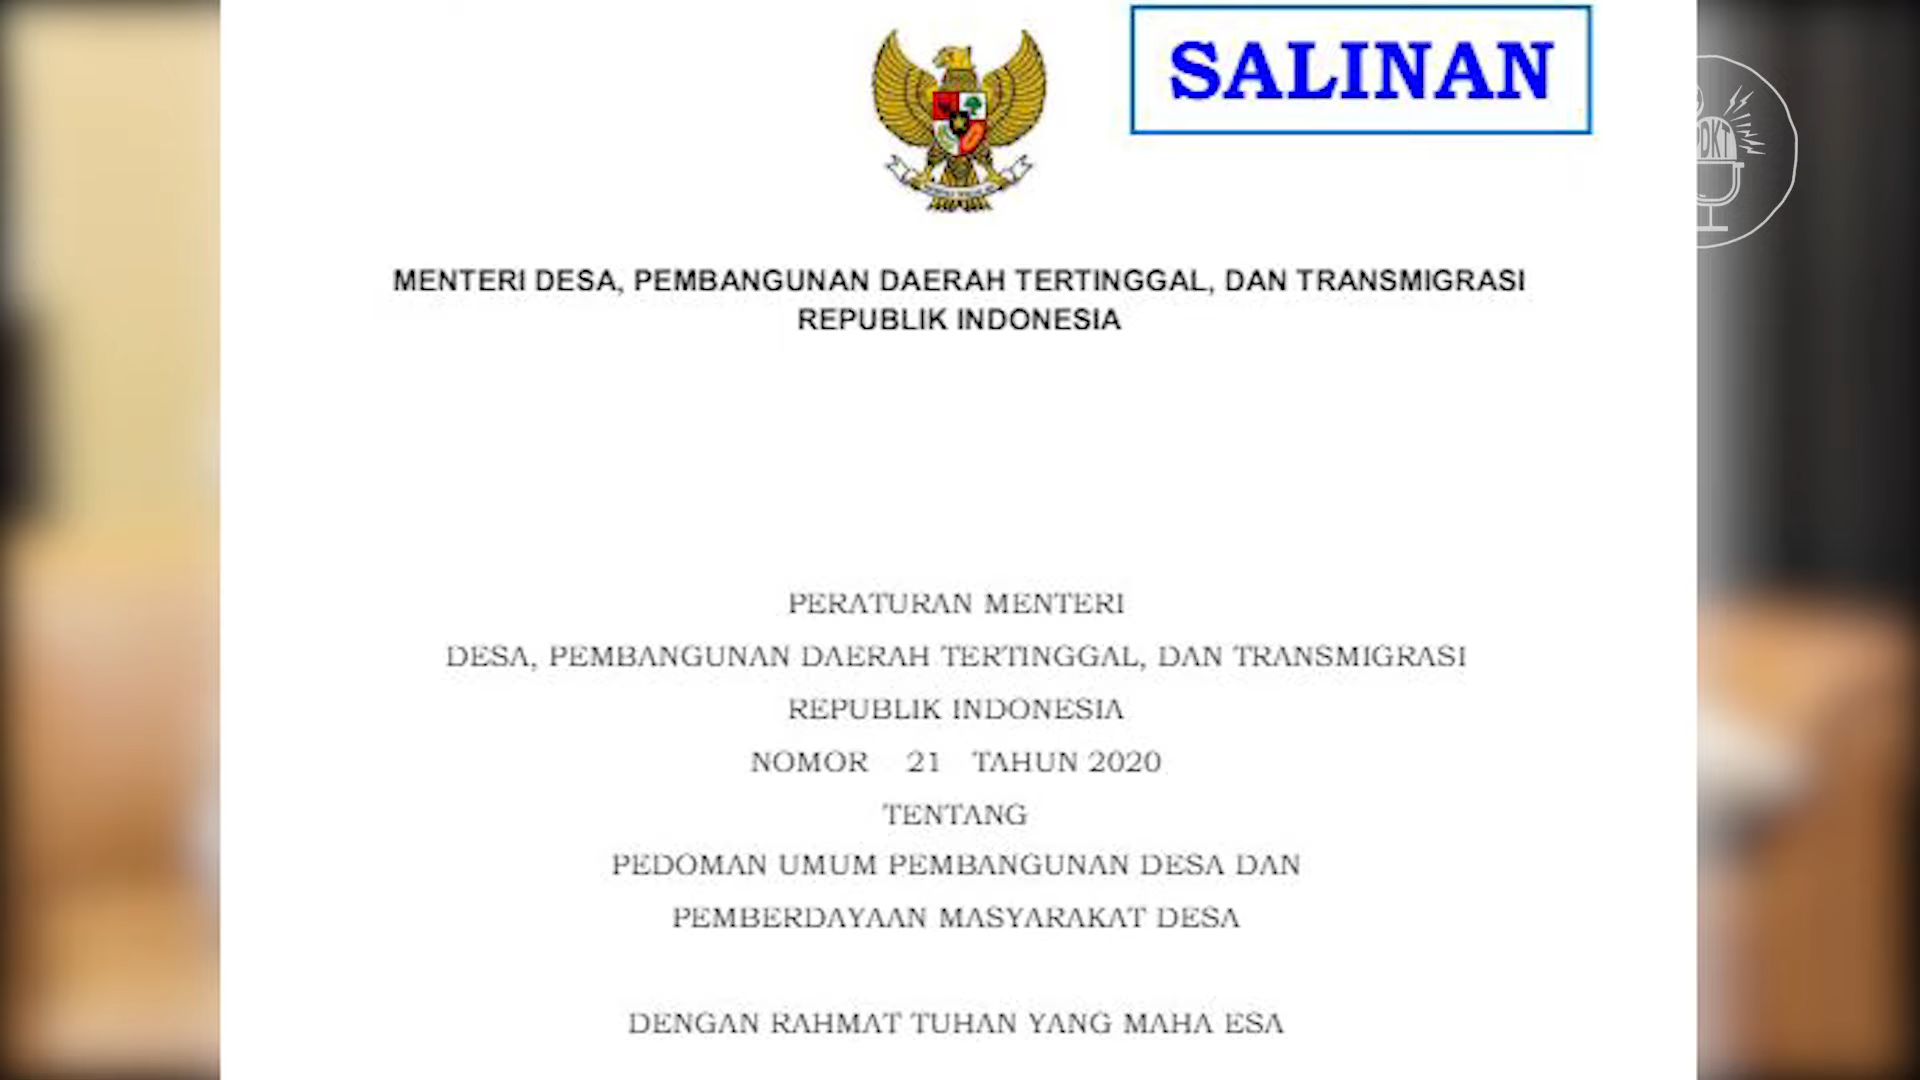 SALINAN
PDKT
MENTERI DESA, PEMBANGUNAN DAERAH TERTINGGAL, DAN TRANSMIGRASI
REPUBLIK INDONESIA
PERATURAN MENTERI
DESA, PEMBANGUNAN DAERAH TERTINGGAL, DAN TRANSMIGRASI
REPUBLIK INDONESIA
NOMOR 21 TAHUN 2020
TENTANG
PEDOMAN UMUM PEMBANGUNAN DESA DAN
PEMBERDAYAAN MASYARAKAT DESA
DENGAN RAHMAT TUHAN YANG MAHA ESA